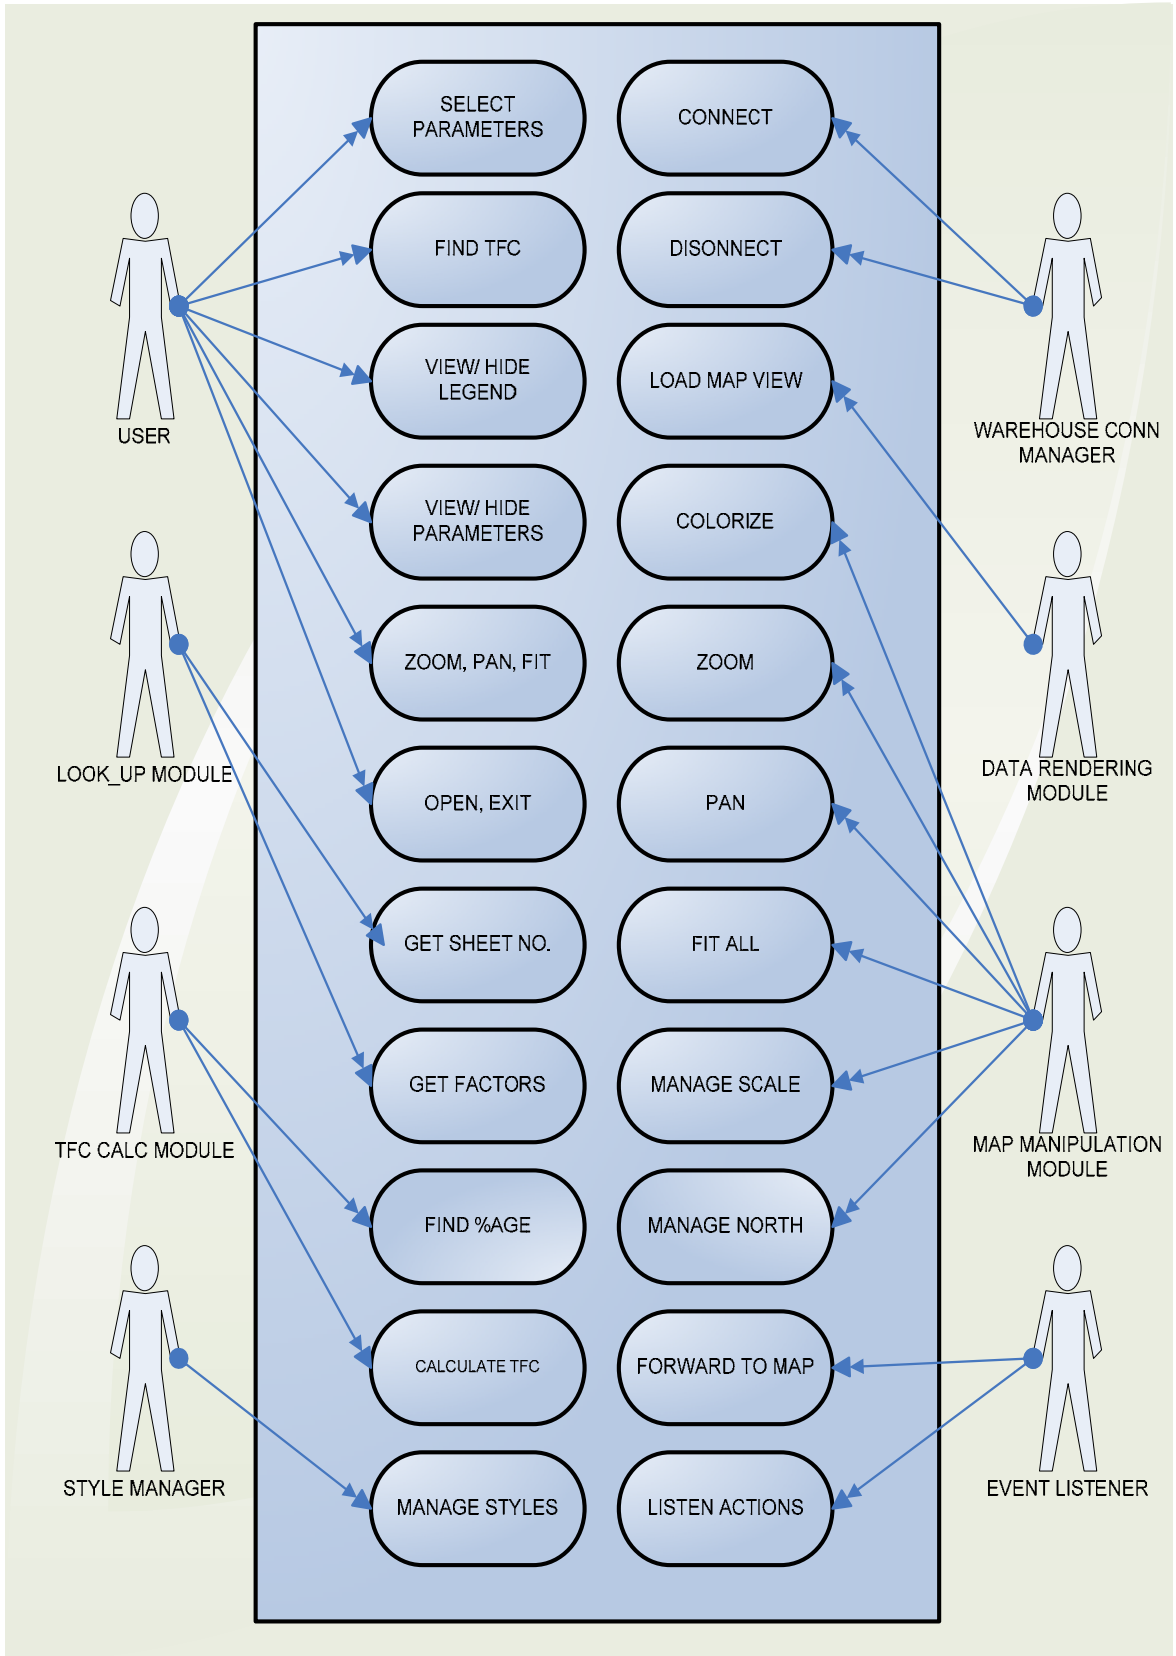 SELECT
PARAMETERS
CONNECT
FIND TFC
DISONNECT
VIEW/ HIDE
LEGEND
LOAD MAP VIEW
USER
WAREHOUSE CONN
MANAGER
VIEW/ HIDE
PARAMETERS
COLORIZE
ZOOM, PAN, FIT
ZOOM
LOOK_UP MODULE
DATA RENDERING
MODULE
OPEN, EXIT
PAN
GET SHEET NO.
FIT ALL
GET FACTORS
MANAGE SCALE
TFC CALC MODULE
MAP MANIPULATION
MODULE
FIND %AGE
MANAGE NORTH
CALCULATE TFC
FORWARD TO MAP
STYLE MANAGER
EVENT LISTENER
MANAGE STYLES
LISTEN ACTIONS